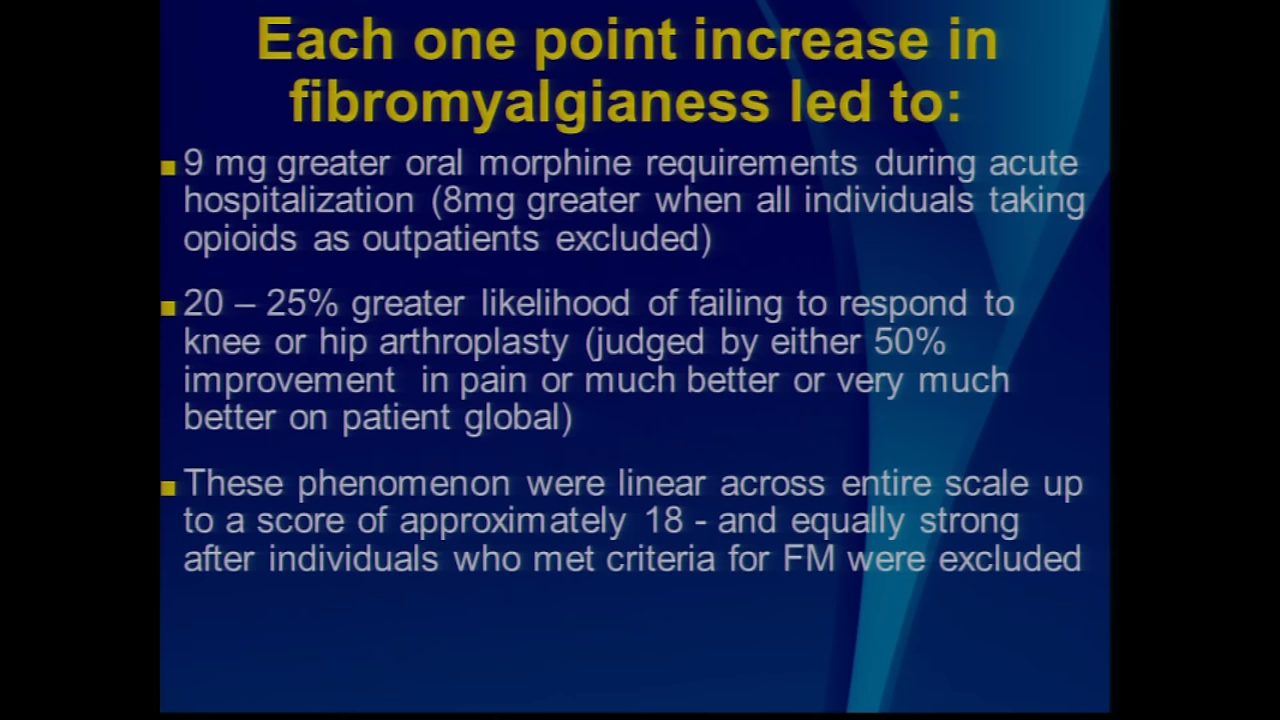 Each one point increase in
fibromyalgianess led to:
9 mg greater oral morphine requirements during acute
hospitalization (8mg greater when all individuals taking
opioids as outpatients excluded)
20 – 25% greater likelihood of failing to respond to
knee or hip arthroplasty (judged by either 50%
improvement in pain or much better or very much
better on patient global)
These phenomenon were linear across entire scale up
to a score of approximately 18 - and equally strong
after individuals who met criteria for FM were excluded